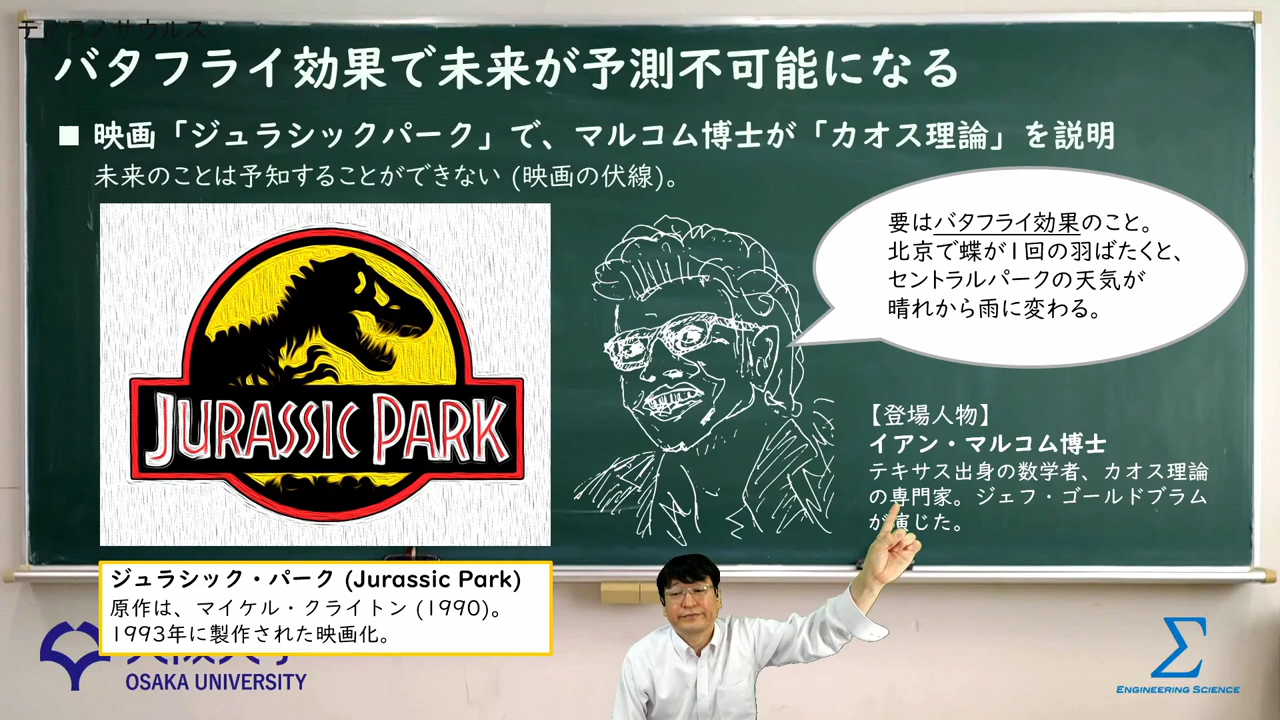 バタフライ効果で未来が予測不可能になる
■ 映画「ジュラシックパーク」で、マルコム博士が「カオス理論」を説明
未来のことは予知することができない (映画の伏線)。
要はバタフライ効果のこと。
北京で蝶が1回の羽ばたくと、
セントラルパークの天気が
晴れから雨に変わる。
JURASSIC PARK
【登場人物】
イアン・マルコム博士
テキサス出身の数学者、カオス理論
の専門家。ジェフ・ゴールドブラム
が演じた。
ジュラシック・パーク (Jurassic Park)
原作は、マイケル・クライトン (1990)。
1993年に製作された映画化。
OSAKA UNIVERSITY
Σ
ENGINEERING SCIENCE